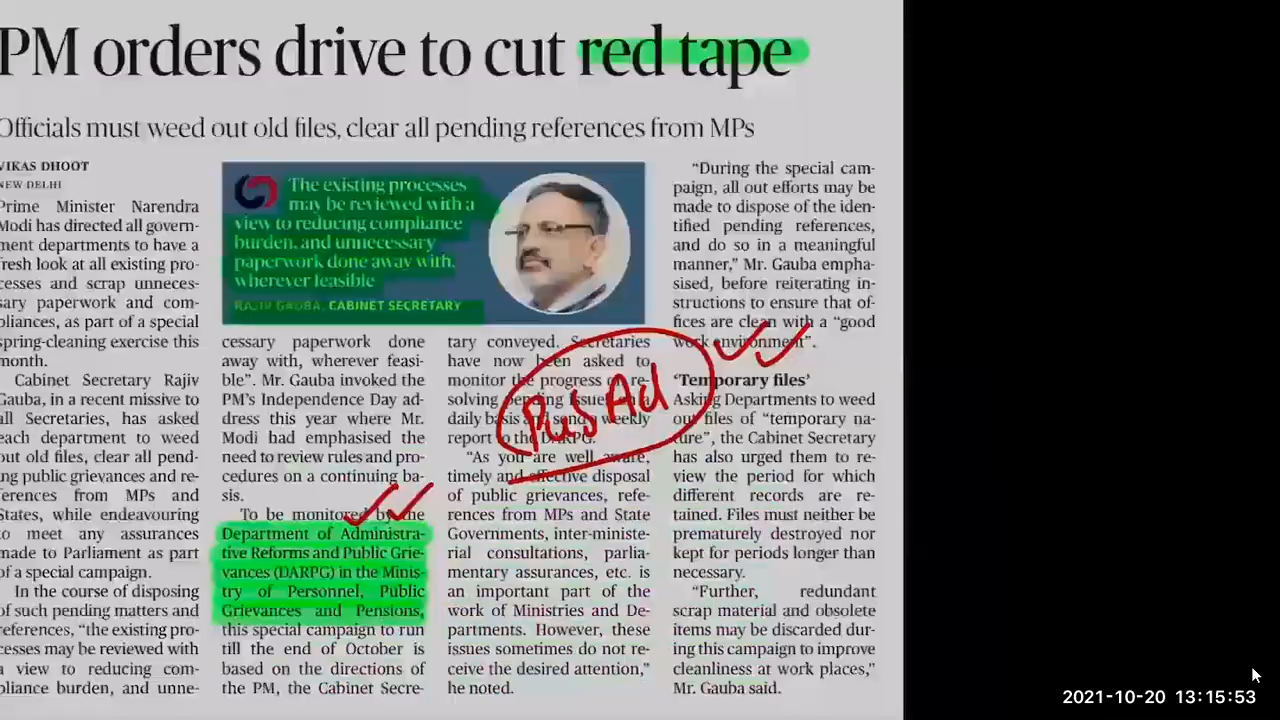 PM orders drive to cut red tape
Officials must weed out old files, clear all pending references from MPs
VIKAS DHOOT
NEW DELHI
Prime Minister Narendra
Modi has directed all govern-
ment departments to have a
fresh look at all existing pro-
cesses and scrap unneces-
sary paperwork and com-
pliances, as part of a special
spring-cleaning exercise this
month.
Cabinet Secretary Rajiv
Gauba, in a recent missive to
all Secretaries, has asked
each department to weed
out old files, clear all pend-
ing public grievances and re-
ferences from MPs and
States, while endeavouring
to meet any assurances
made to Parliament as part
of a special campaign.
In the course of disposing
of such pending matters and
references, “the existing pro-
cesses may be reviewed with
a view to reducing com-
pliance burden, and unne-
The existing processes
may be reviewed with a
view to reducing compliance
burden, and unnecessary
paperwork done away with,
wherever feasible
RAJIV GAUBA, CABINET SECRETARY
cessary paperwork done
away with, wherever feasi-
ble”. Mr. Gauba invoked the
PM’s Independence Day ad-
dress this year where Mr.
Modi had emphasised the
need to review rules and pro-
cedures on a continuing ba-
sis.
To be monitored by the
Department of Administra-
tive Reforms and Public Grie-
vances (DARPG) in the Minis-
try of Personnel, Public
Grievances and Pensions,
this special campaign to run
till the end of October is
based on the directions of
the PM, the Cabinet Secre-
tary conveyed. Secretaries
have now been asked to
monitor the progress on re-
solving pending issues on a
daily basis and send a weekly
report to the DARPG.
“As you are well aware,
timely and effective disposal
of public grievances, refe-
rences from MPs and State
Governments, inter-ministe-
rial consultations, parlia-
mentary assurances, etc. is
an important part of the
work of Ministries and De-
partments. However, these
issues sometimes do not re-
ceive the desired attention,”
he noted.
“During the special cam-
paign, all out efforts may be
made to dispose of the iden-
tified pending references,
and do so in a meaningful
manner,” Mr. Gauba empha-
sised, before reiterating in-
structions to ensure that of-
fices are clean with a “good
work environment”.
‘Temporary files’
Asking Departments to weed
out files of “temporary na-
ture”, the Cabinet Secretary
has also urged them to re-
view the period for which
different records are re-
tained. Files must neither be
prematurely destroyed nor
kept for periods longer than
necessary.
“Further, redundant
scrap material and obsolete
items may be discarded dur-
ing this campaign to improve
cleanliness at work places,”
Mr. Gauba said.
Pub Ad
2021-10-20 13:15:53